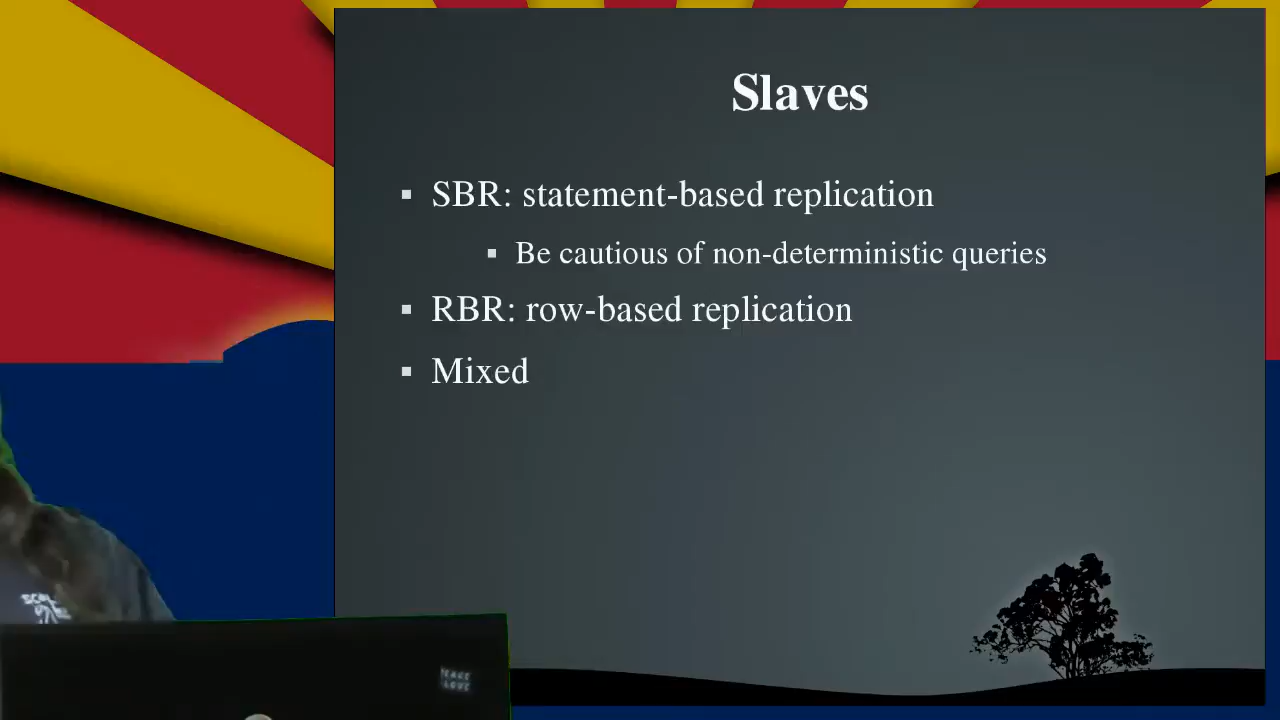 Slaves
SBR: statement-based replication
Be cautious of non-deterministic queries
RBR: row-based replication
Mixed